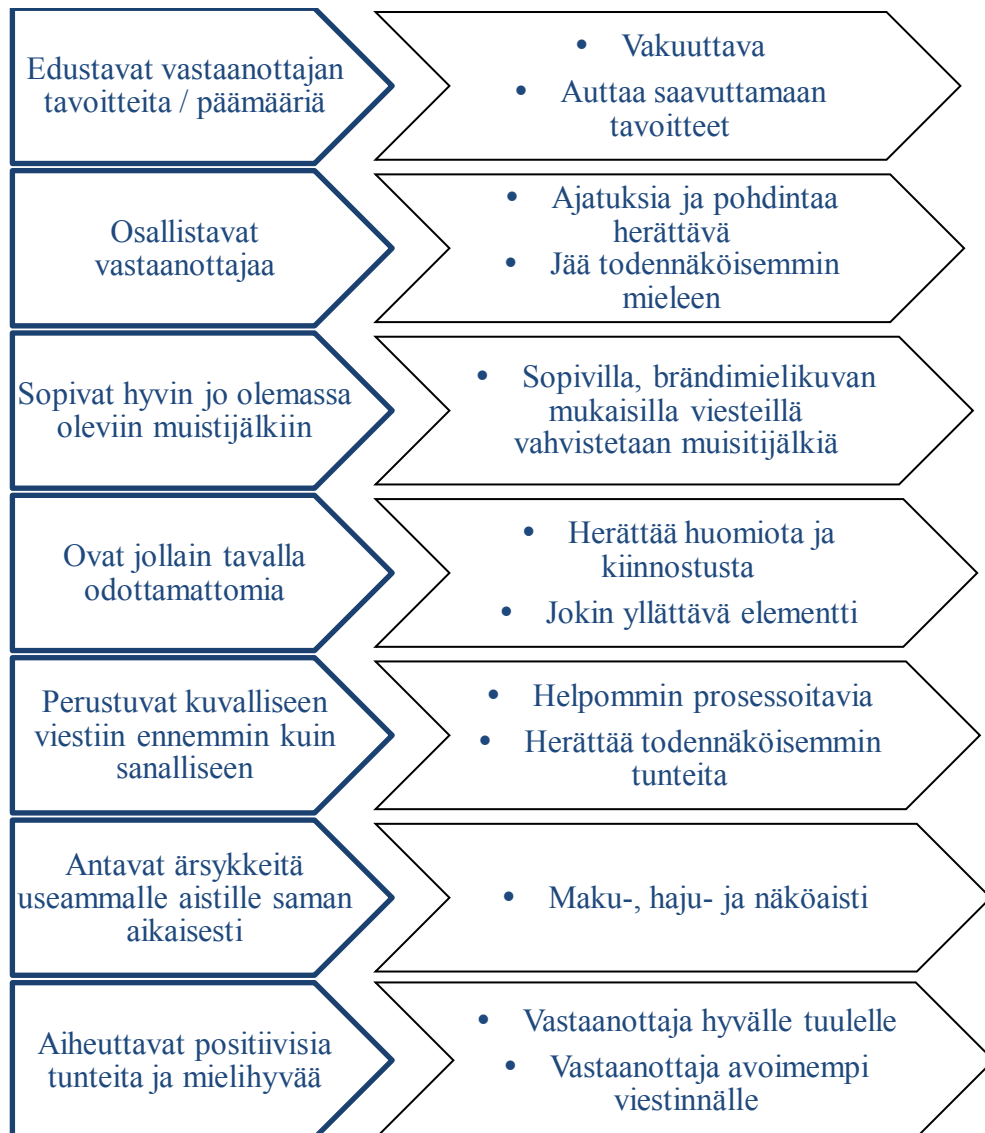 Edustavat vastaanottajan
tavoitteita / päämääriä
• Vakuuttava
• Auttaa saavuttamaan
tavoitteet
Osallistavat
vastaanottajaa
• Ajatuksia ja pohdintaa
herättävä
• Jää todennäköisemmin
mieleen
Sopivat hyvin jo olemassa
oleviin muistijälkiin
• Sopivilla, brändimielikuvan
mukaisilla viesteillä
vahvistetaan muisitijälkiä
Ovat jollain tavalla
odottamattomia
• Herättää huomiota ja
kiinnostusta
• Jokin yllättävä elementti
Perustuvat kuvalliseen
viestiin ennemmin kuin
sanalliseen
• Helpommin prosessoitavia
• Herättää todennäköisemmin
tunteita
Antavat ärsykkeitä
useammalle aistille saman
aikaisesti
• Maku-, haju- ja näköaisti
Aiheuttavat positiivisia
tunteita ja mielihyvää
• Vastaanottaja hyvälle tuulelle
• Vastaanottaja avoimempi
viestinnälle